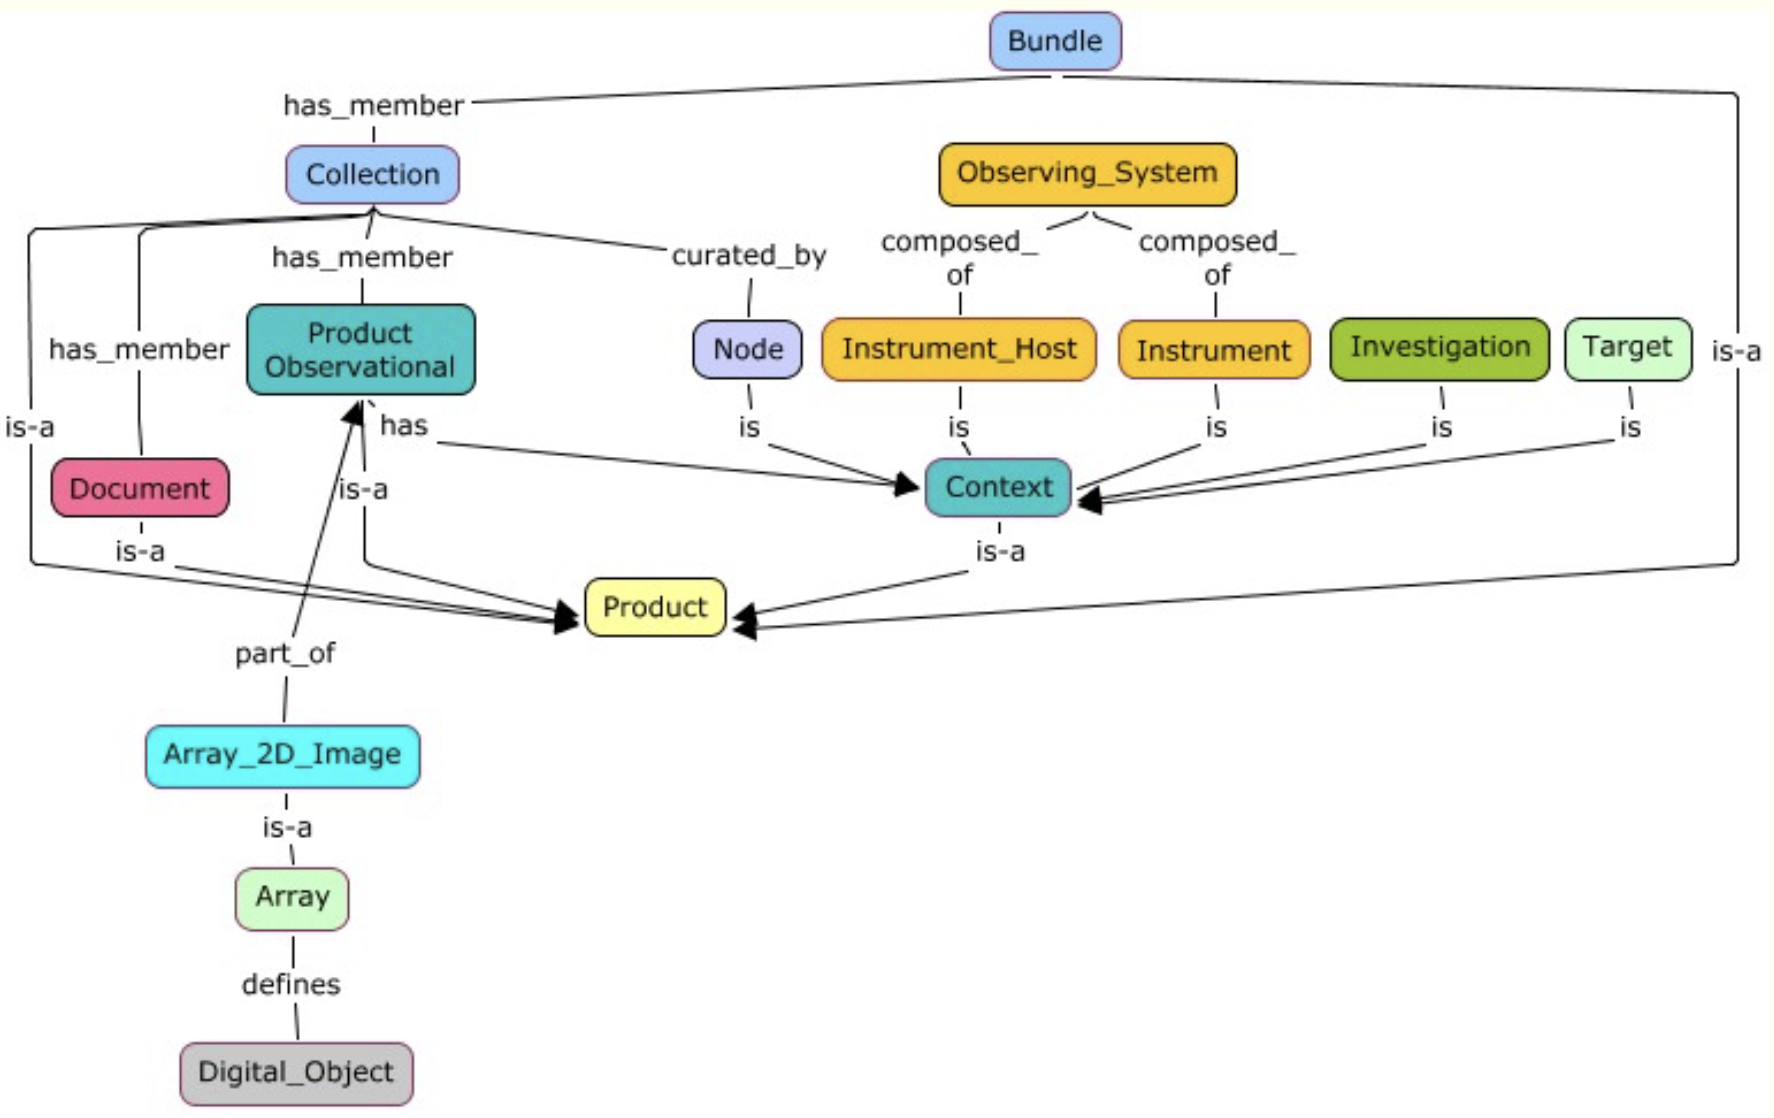 Bundle
has_member
Collection
Observing_System
has_member
curated_by
composed_
of
composed_
of
has_member
Product
Observational
Node
Instrument_Host
Instrument
Investigation
Target
is-a
is-a
has
is
is
is
is
is
Document
is-a
Context
is-a
is-a
Product
part_of
Array_2D_Image
is-a
Array
defines
Digital_Object